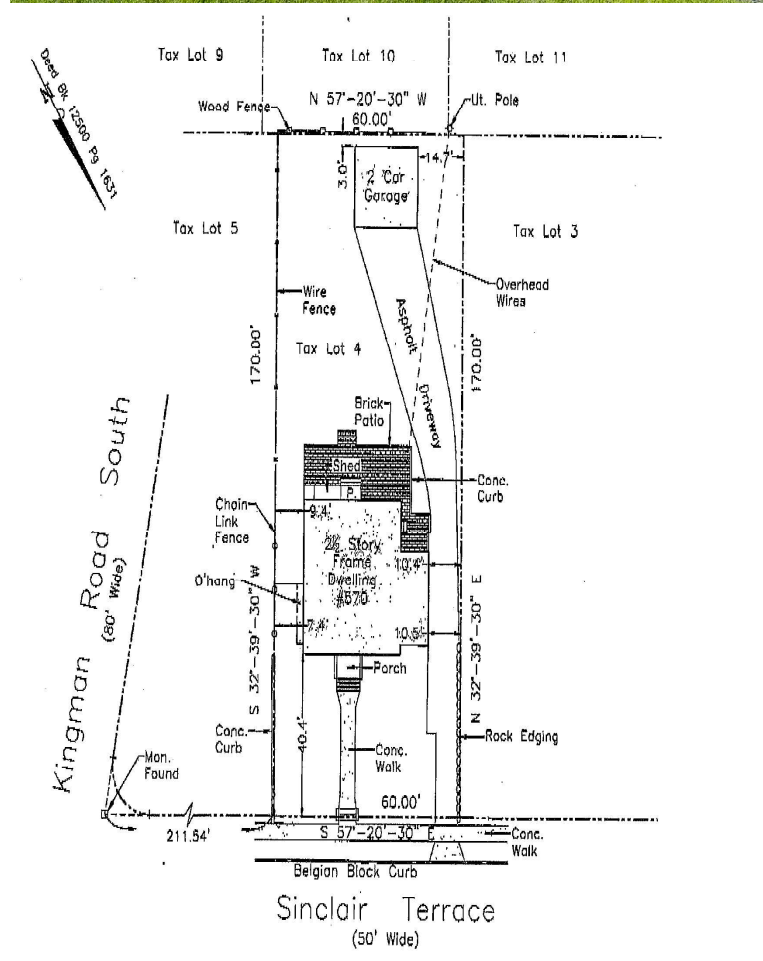 Tax Lot 9
Tax Lot 10
Tax Lot 11
Deed Bk 12500 Pg 1631
N
Wood Fence
N 57°-20'-30" W
60.00'
Ut. Pole
3.0'
2 Car
Garage
14.7'
Tax Lot 5
Tax Lot 3
Wire
Fence
Overhead
Wires
Asphalt
Driveway
Tax Lot 4
170.00'
170.00'
Brick
Patio
Shed
P.
Conc.
Curb
Chain
Link
Fence
9.4'
2½ Story
Frame
Dwelling
#570
10.4'
O'hang
7.4'
10.5'
Kingman Road South
(80' Wide)
S 32°-39'-30" W
N 32°-39'-30" E
Porch
40.4'
Conc.
Curb
Conc.
Walk
Rock Edging
Mon.
Found
60.00'
211.54'
S 57°-20'-30" E
Conc.
Walk
Belgian Block Curb
Sinclair Terrace
(50' Wide)